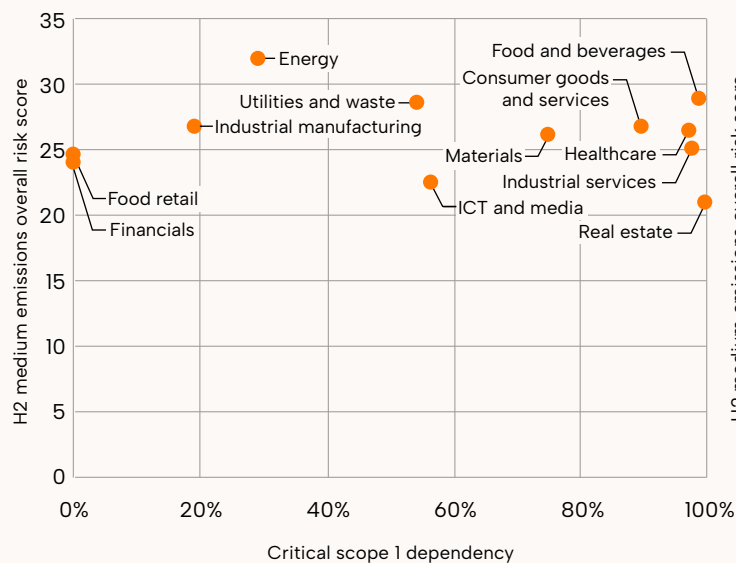 H2 medium emissions overall risk score
35
30
25
20
15
10
5
0
Energy
Utilities and waste
Industrial manufacturing
Food and beverages
Consumer goods
and services
Materials
Healthcare
Industrial services
ICT and media
Real estate
Food retail
Financials
0%
20%
40%
60%
80%
100%
Critical scope 1 dependency